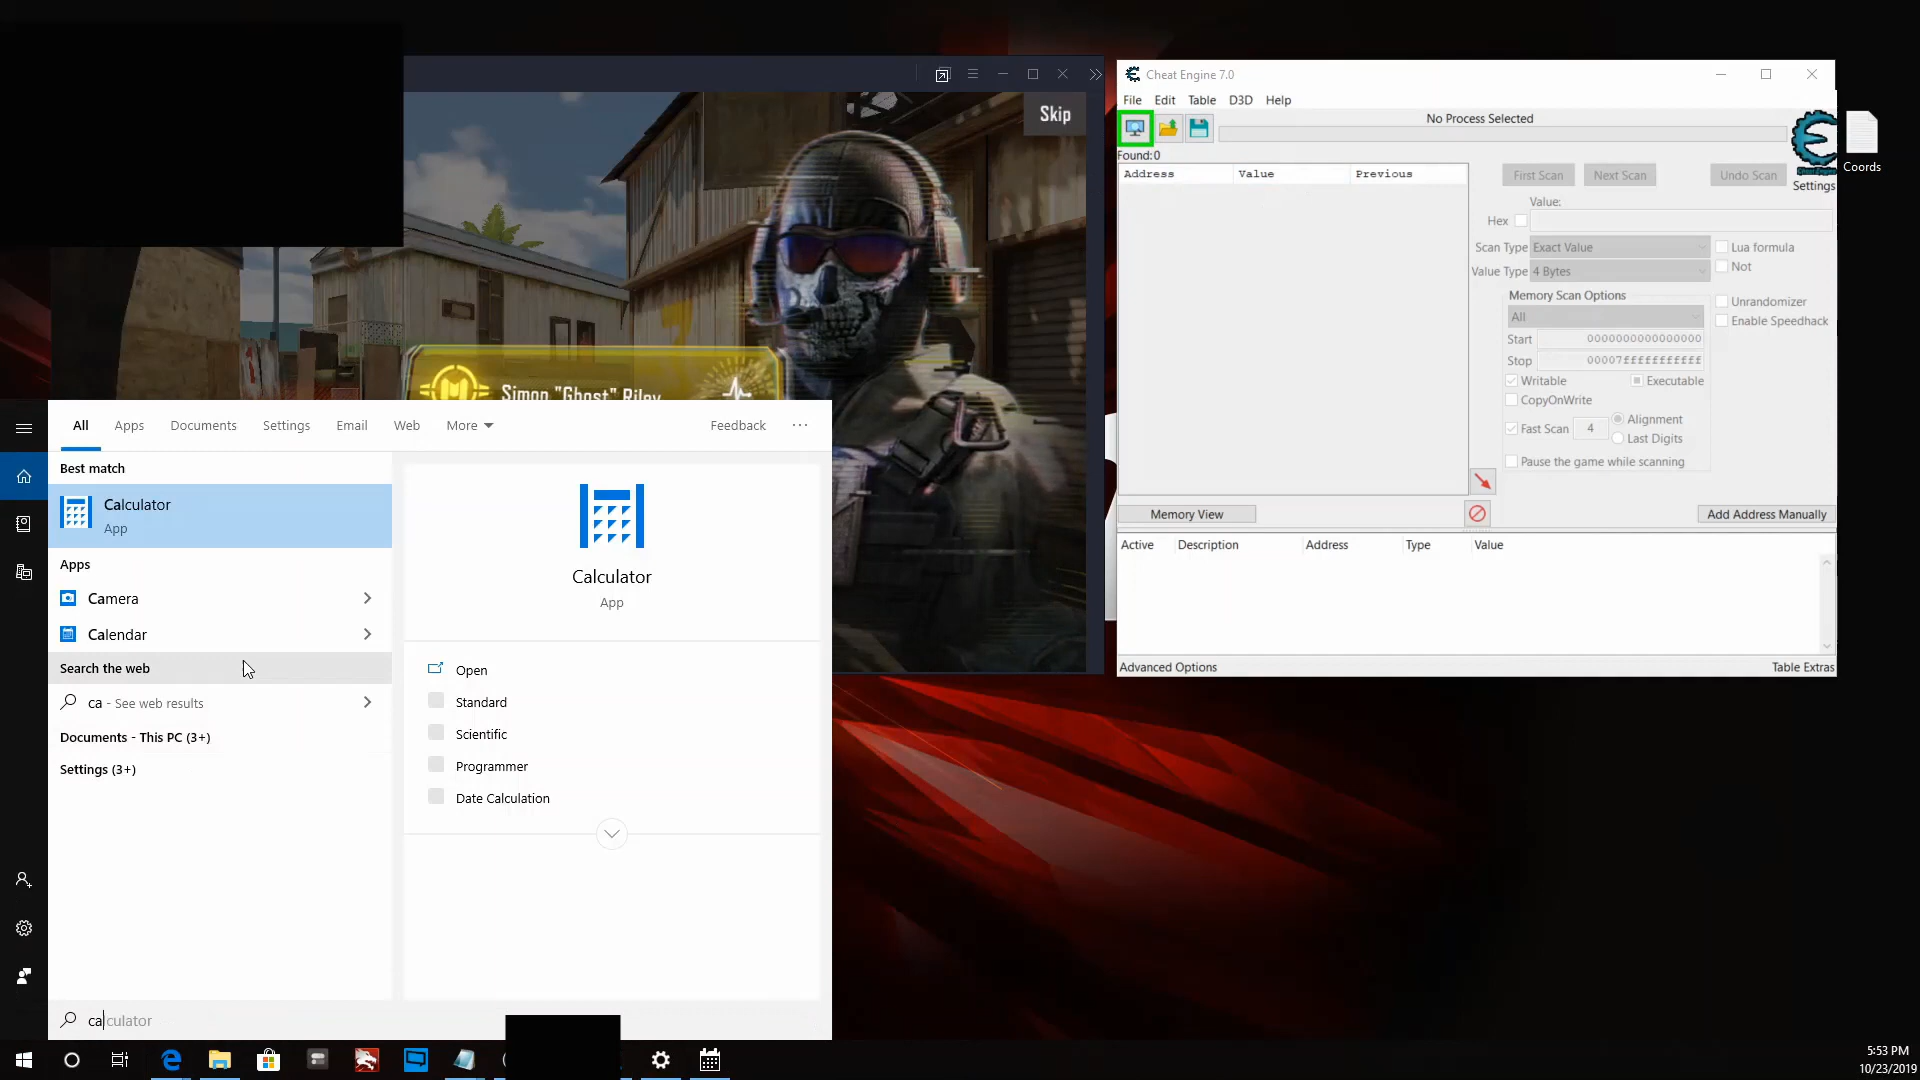 Skip
Simon "Ghost" Riley
Cheat Engine 7.0
File Edit Table D3D Help
No Process Selected
Found:0
Address Value Previous
First Scan Next Scan Undo Scan
Settings
Coords
Value:
Hex
Scan Type Exact Value Lua formula
Value Type 4 Bytes Not
Memory Scan Options
All
Unrandomizer
Enable Speedhack
Start 0000000000000000
Stop 00007fffffffffff
Writable Executable
CopyOnWrite
Fast Scan 4 Alignment
Last Digits
Pause the game while scanning
Memory View Add Address Manually
Active Description Address Type Value
Advanced Options Table Extras
All Apps Documents Settings Email Web More Feedback ...
Best match
Calculator
App
Apps
Camera
Calendar
Search the web
ca - See web results
Documents - This PC (3+)
Settings (3+)
Calculator
App
Open
Standard
Scientific
Programmer
Date Calculation
calculator
5:53 PM
10/23/2019